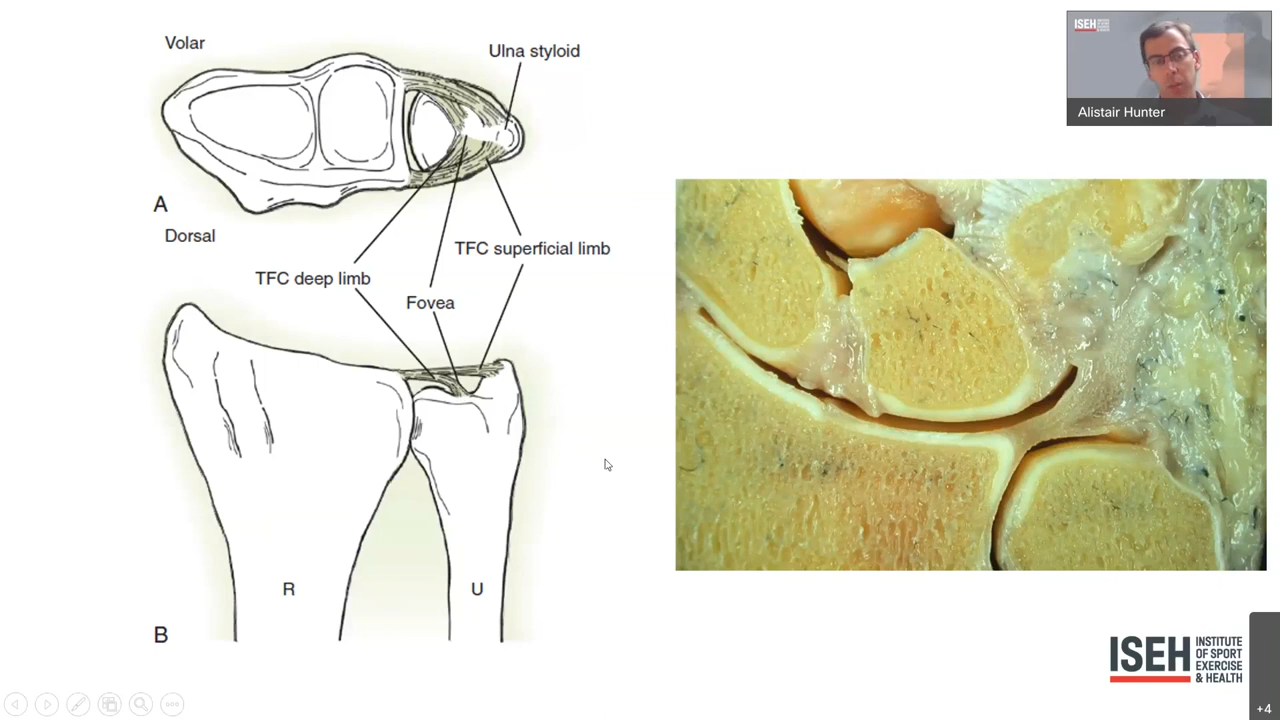 Volar
Ulna styloid
A
Dorsal
TFC superficial limb
TFC deep limb
Fovea
R
U
B
ISEH
Alistair Hunter
ISEH INSTITUTE
OF SPORT
EXERCISE
& HEALTH
+4